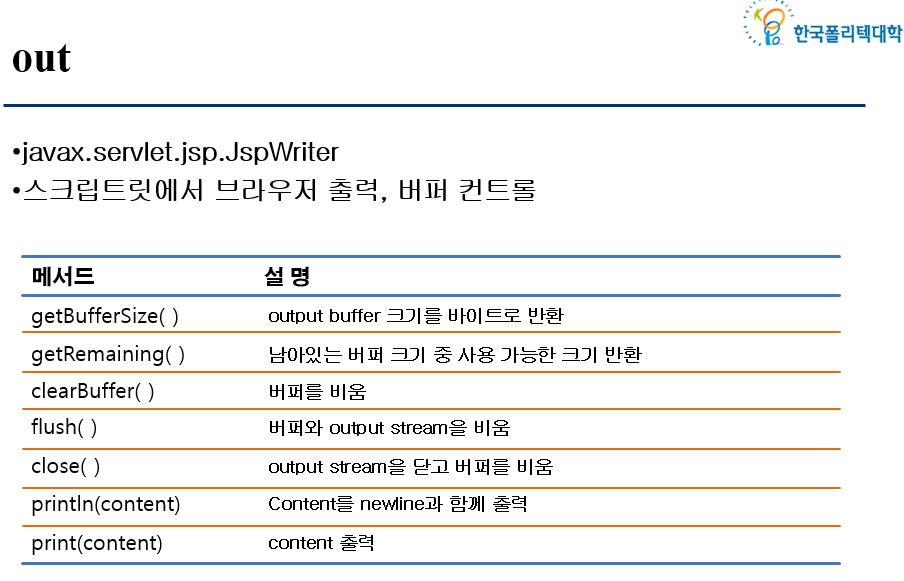 한국폴리텍대학
out
•javax.servlet.jsp.JspWriter
•스크립트릿에서 브라우저 출력, 버퍼 컨트롤
메서드 설 명
getBufferSize( ) output buffer 크기를 바이트로 반환
getRemaining( ) 남아있는 버퍼 크기 중 사용 가능한 크기 반환
clearBuffer( ) 버퍼를 비움
flush( ) 버퍼와 output stream을 비움
close( ) output stream을 닫고 버퍼를 비움
println(content) Content를 newline과 함께 출력
print(content) content 출력